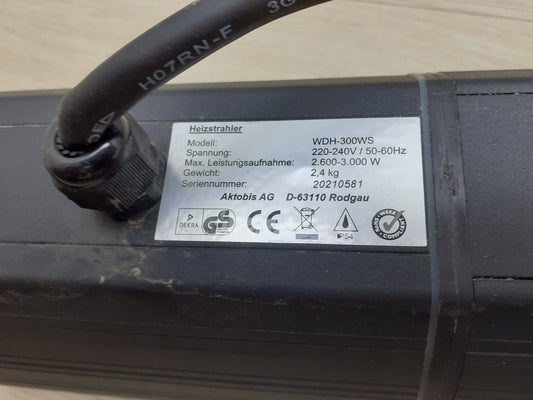 H07RN-F 3G
Heizstrahler
Modell: WDH-300WS
Spannung: 220-240V / 50-60Hz
Max. Leistungsaufnahme: 2.600-3.000 W
Gewicht: 2,4 kg
Seriennummer: 20210581
Aktobis AG D-63110 Rodgau
DEKRA
GS
CE
IP54